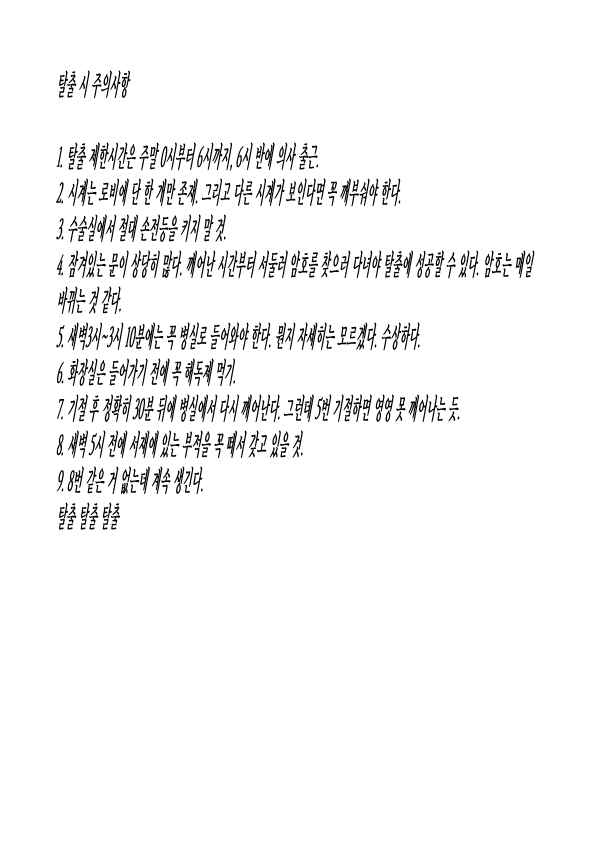 탈출 시 주의사항
1. 탈출 제한시간은 주말 0시부터 6시까지, 6시 반에 의사 출근.
2. 시계는 로비에 단 한 개만 존재. 그리고 다른 시계가 보인다면 꼭 깨부숴야 한다.
3. 수술실에서 절대 손전등을 키지 말 것.
4. 잠겨있는 문이 상당히 많다. 깨어난 시간부터 서둘러 암호를 찾으러 다녀야 탈출에 성공할 수 있다. 암호는 매일
바뀌는 것 같다.
5. 새벽3시~3시 10분에는 꼭 병실로 들어와야 한다. 뭔지 자세히는 모르겠다. 수상하다.
6. 화장실은 들어가기 전에 꼭 해독제 먹기.
7. 기절 후 정확히 30분 뒤에 병실에서 다시 깨어난다. 그런데 5번 기절하면 영영 못 깨어나는 듯.
8. 새벽 5시 전에 서재에 있는 부적을 꼭 떼서 갖고 있을 것.
9. 8번 같은 거 없는데 계속 생긴다.
탈출 탈출 탈출